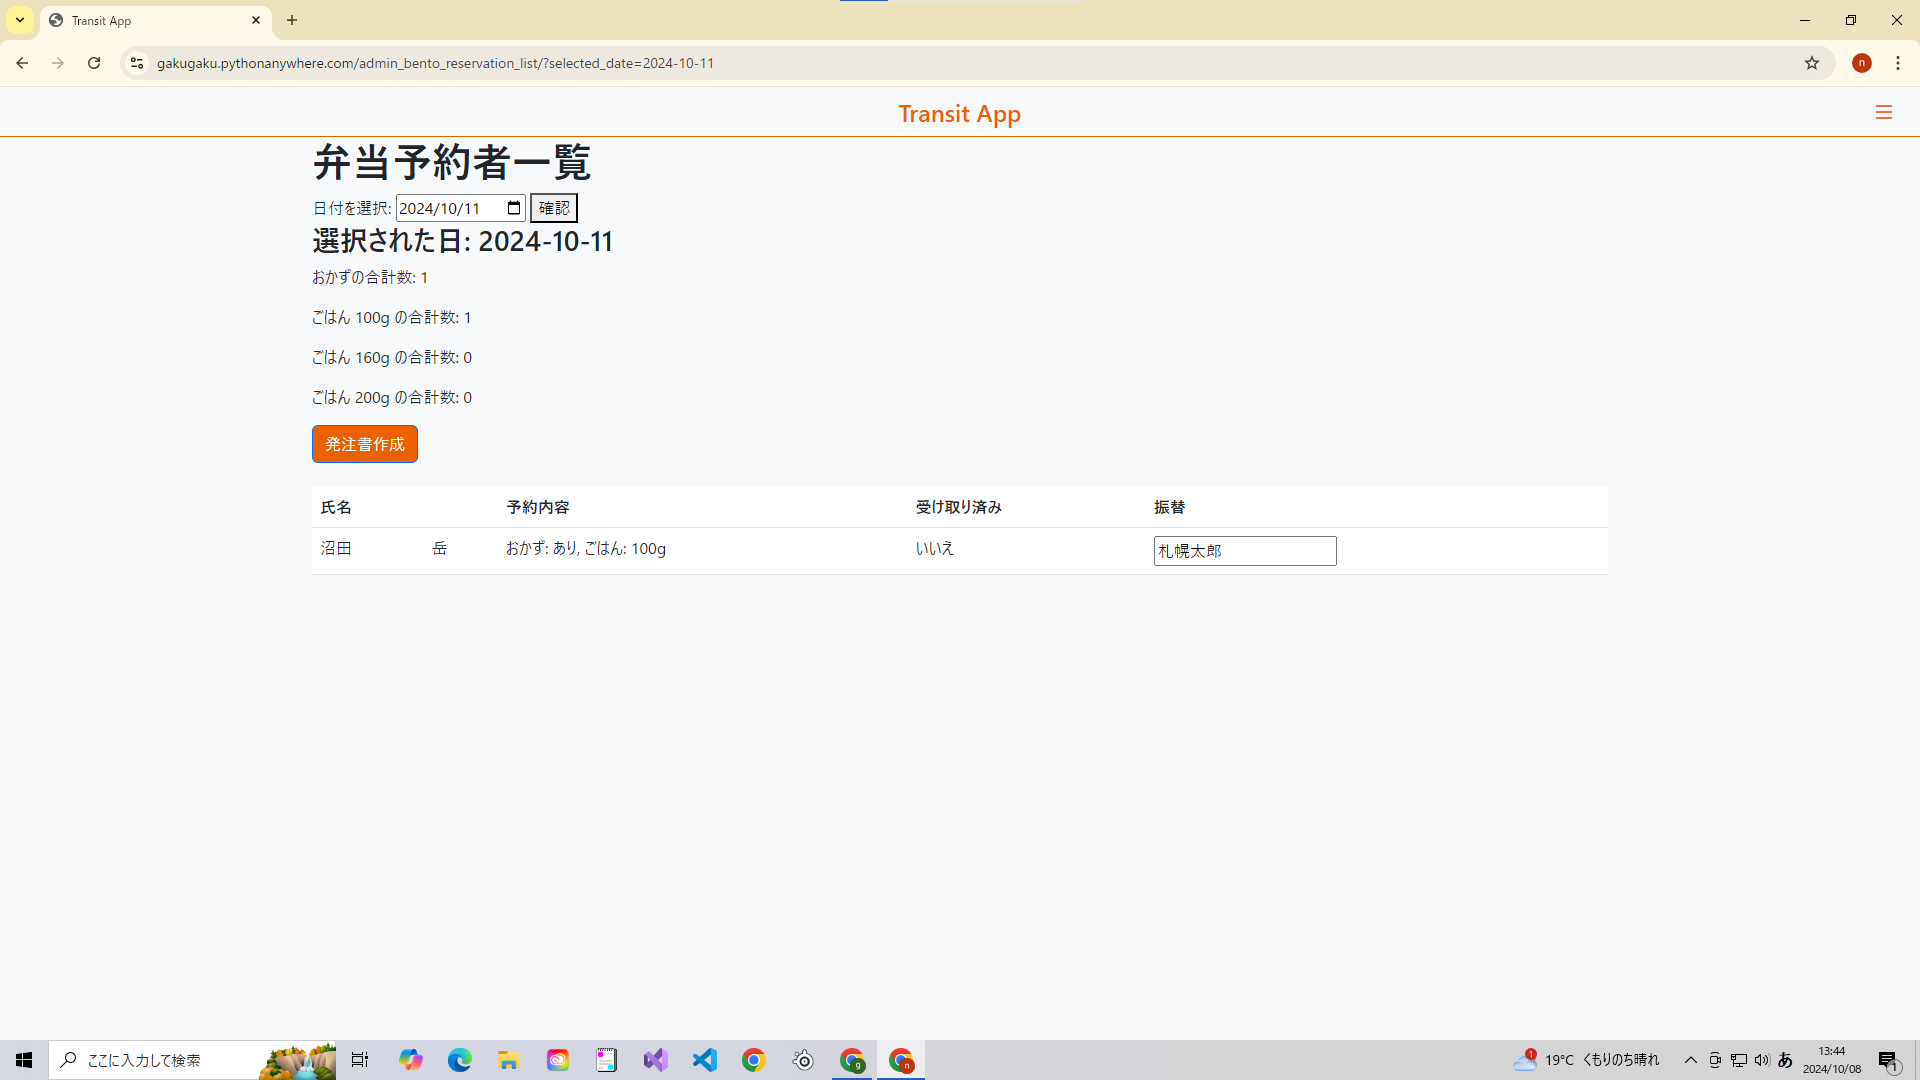 Transit App
gakugaku.pythonanywhere.com/admin_bento_reservation_list/?selected_date=2024-10-11
n
Transit App
弁当予約者一覧
日付を選択: 2024/10/11 確認
選択された日: 2024-10-11
おかずの合計数: 1
ごはん 100g の合計数: 1
ごはん 160g の合計数: 0
ごはん 200g の合計数: 0
発注書作成
氏名 予約内容 受け取り済み 振替
沼田 岳 おかず: あり, ごはん: 100g いいえ 札幌太郎
ここに入力して検索
g
n
1
19°C くもりのち晴れ
あ
13:44
2024/10/08
1